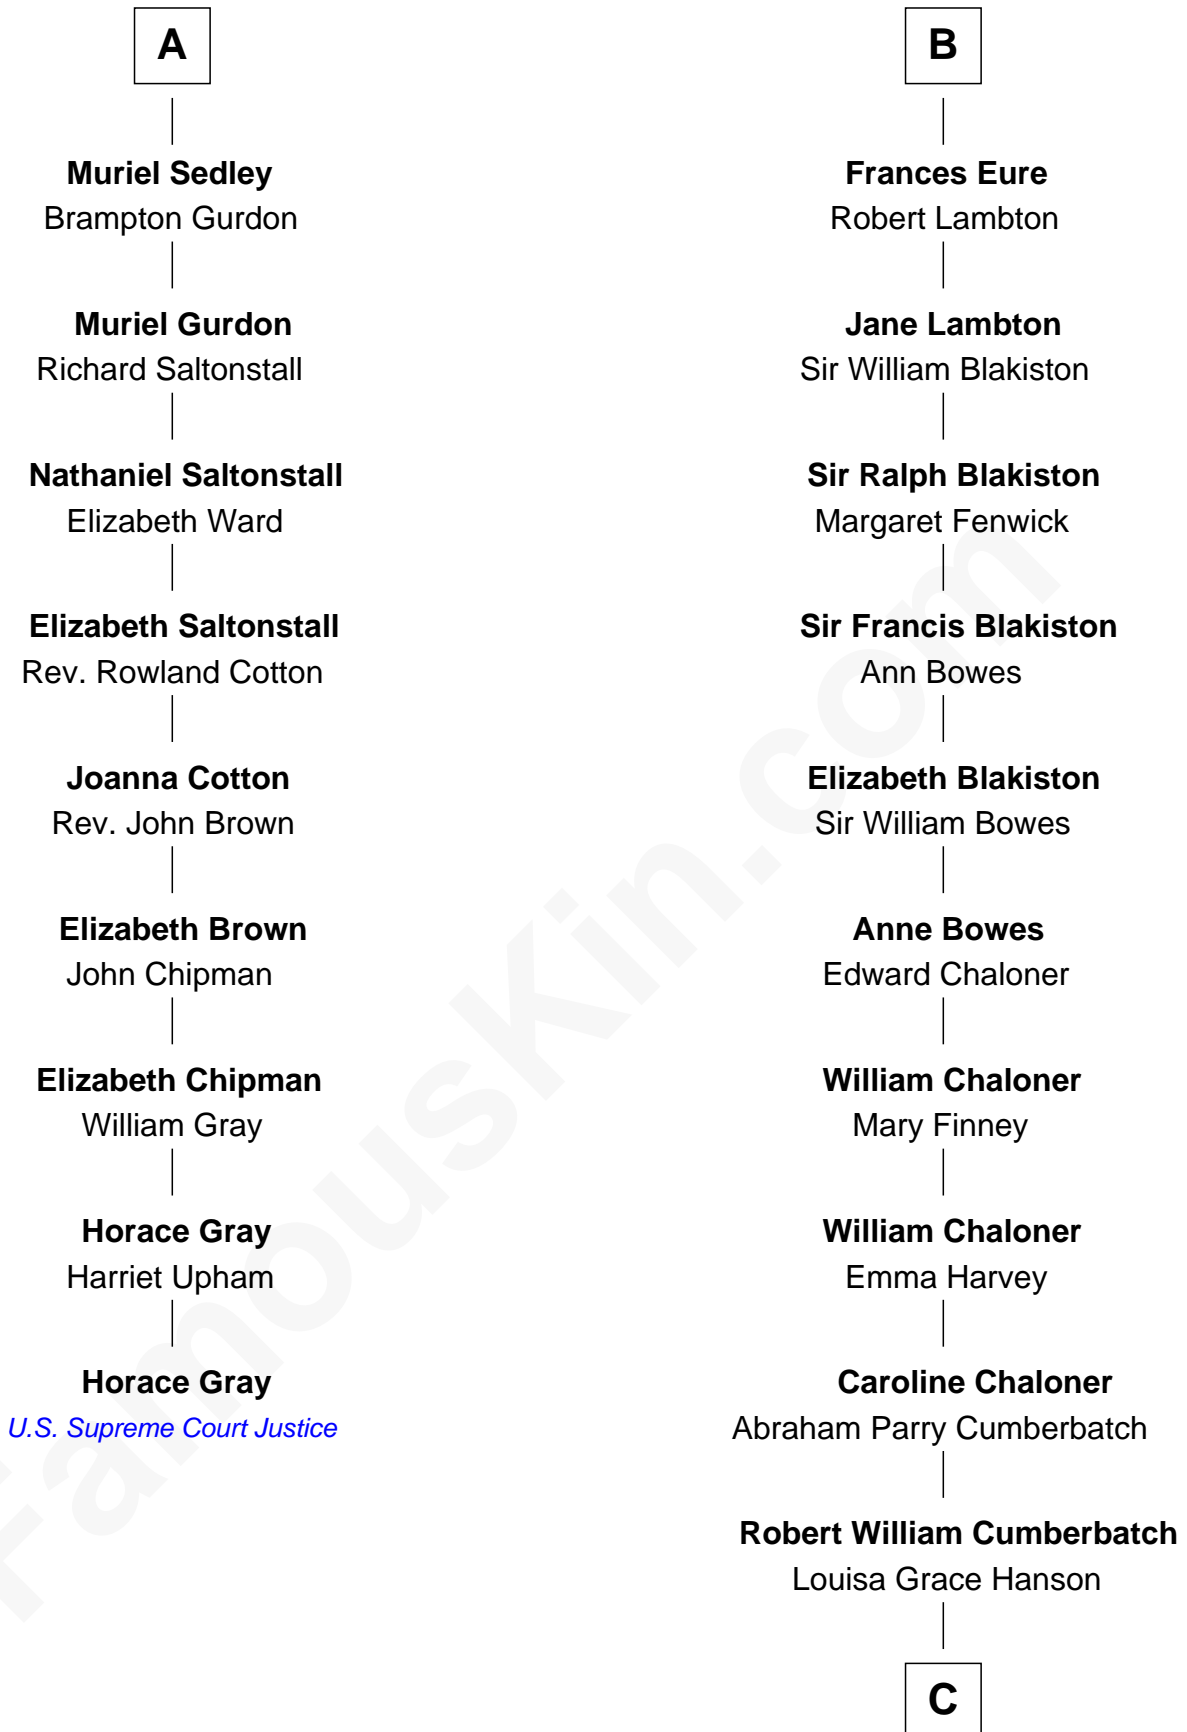 A
Muriel Sedley
Brampton Gurdon
Muriel Gurdon
Richard Saltonstall
Nathaniel Saltonstall
Elizabeth Ward
Elizabeth Saltonstall
Rev. Rowland Cotton
Joanna Cotton
Rev. John Brown
Elizabeth Brown
John Chipman
Elizabeth Chipman
William Gray
Horace Gray
Harriet Upham
Horace Gray
U.S. Supreme Court Justice
B
Frances Eure
Robert Lambton
Jane Lambton
Sir William Blakiston
Sir Ralph Blakiston
Margaret Fenwick
Sir Francis Blakiston
Ann Bowes
Elizabeth Blakiston
Sir William Bowes
Anne Bowes
Edward Chaloner
William Chaloner
Mary Finney
William Chaloner
Emma Harvey
Caroline Chaloner
Abraham Parry Cumberbatch
Robert William Cumberbatch
Louisa Grace Hanson
C
FamousKin.com